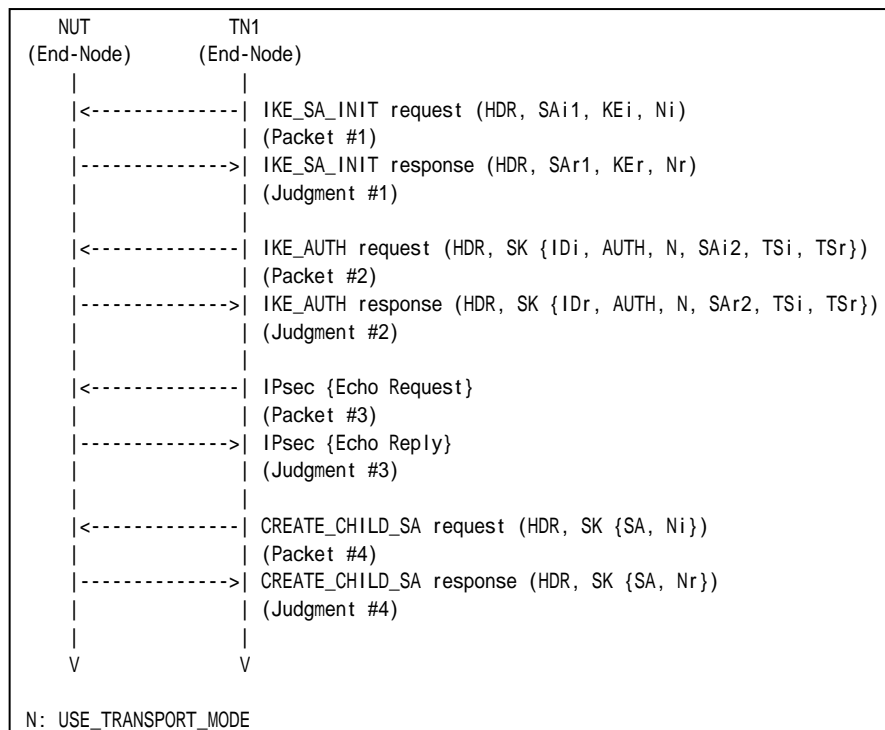 NUT TN1
(End-Node) (End-Node)
| |
|<--------------| IKE_SA_INIT request (HDR, SAi1, KEi, Ni)
| | (Packet #1)
|-------------->| IKE_SA_INIT response (HDR, SAr1, KEr, Nr)
| | (Judgment #1)
| |
|<--------------| IKE_AUTH request (HDR, SK {IDi, AUTH, N, SAi2, TSi, TSr})
| | (Packet #2)
|-------------->| IKE_AUTH response (HDR, SK {IDr, AUTH, N, SAr2, TSi, TSr})
| | (Judgment #2)
| |
|<--------------| IPsec {Echo Request}
| | (Packet #3)
|-------------->| IPsec {Echo Reply}
| | (Judgment #3)
| |
|<--------------| CREATE_CHILD_SA request (HDR, SK {SA, Ni})
| | (Packet #4)
|-------------->| CREATE_CHILD_SA response (HDR, SK {SA, Nr})
| | (Judgment #4)
| |
V V
N: USE_TRANSPORT_MODE